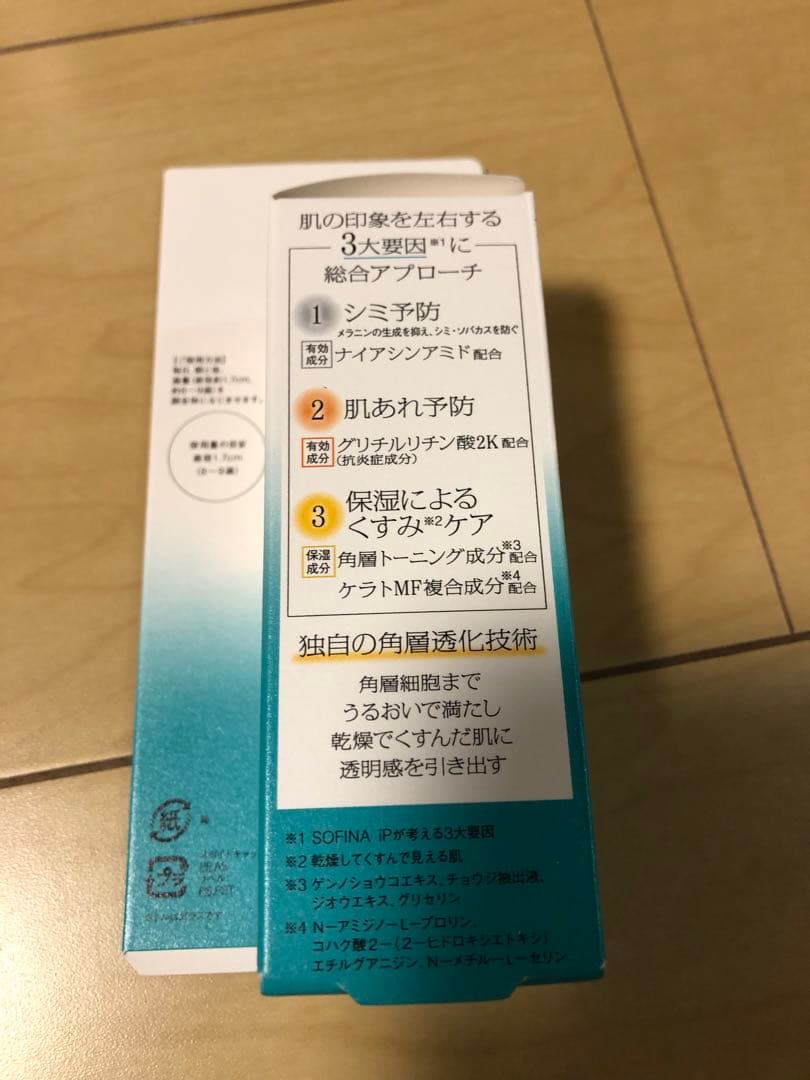 肌の印象を左右する
3大要因※1に
総合アプローチ
1 シミ予防
メラニンの生成を抑え、シミ・ソバカスを防ぐ
有効成分 ナイアシンアミド配合
2 肌あれ予防
有効成分 グリチルリチン酸2K配合
(抗炎症成分)
3 保湿による
くすみ※2ケア
保湿成分 角層トーニング成分※3配合
ケラトMF複合成分※4配合
独自の角層透化技術
角層細胞まで
うるおいで満たし
乾燥でくすんだ肌に
透明感を引き出す
※1 SOFINA iPが考える3大要因
※2 乾燥してくすんで見える肌
※3 ゲンノショウコエキス、チョウジ抽出液、
ジオウエキス、グリセリン
※4 N-アミジノ-L-プロリン、
コハク酸2-(2-ヒドロキシエトキシ)
エチルグアニジン、N-メチル-L-セリン
使用量の目安
直径1.7cm
紙
プラ